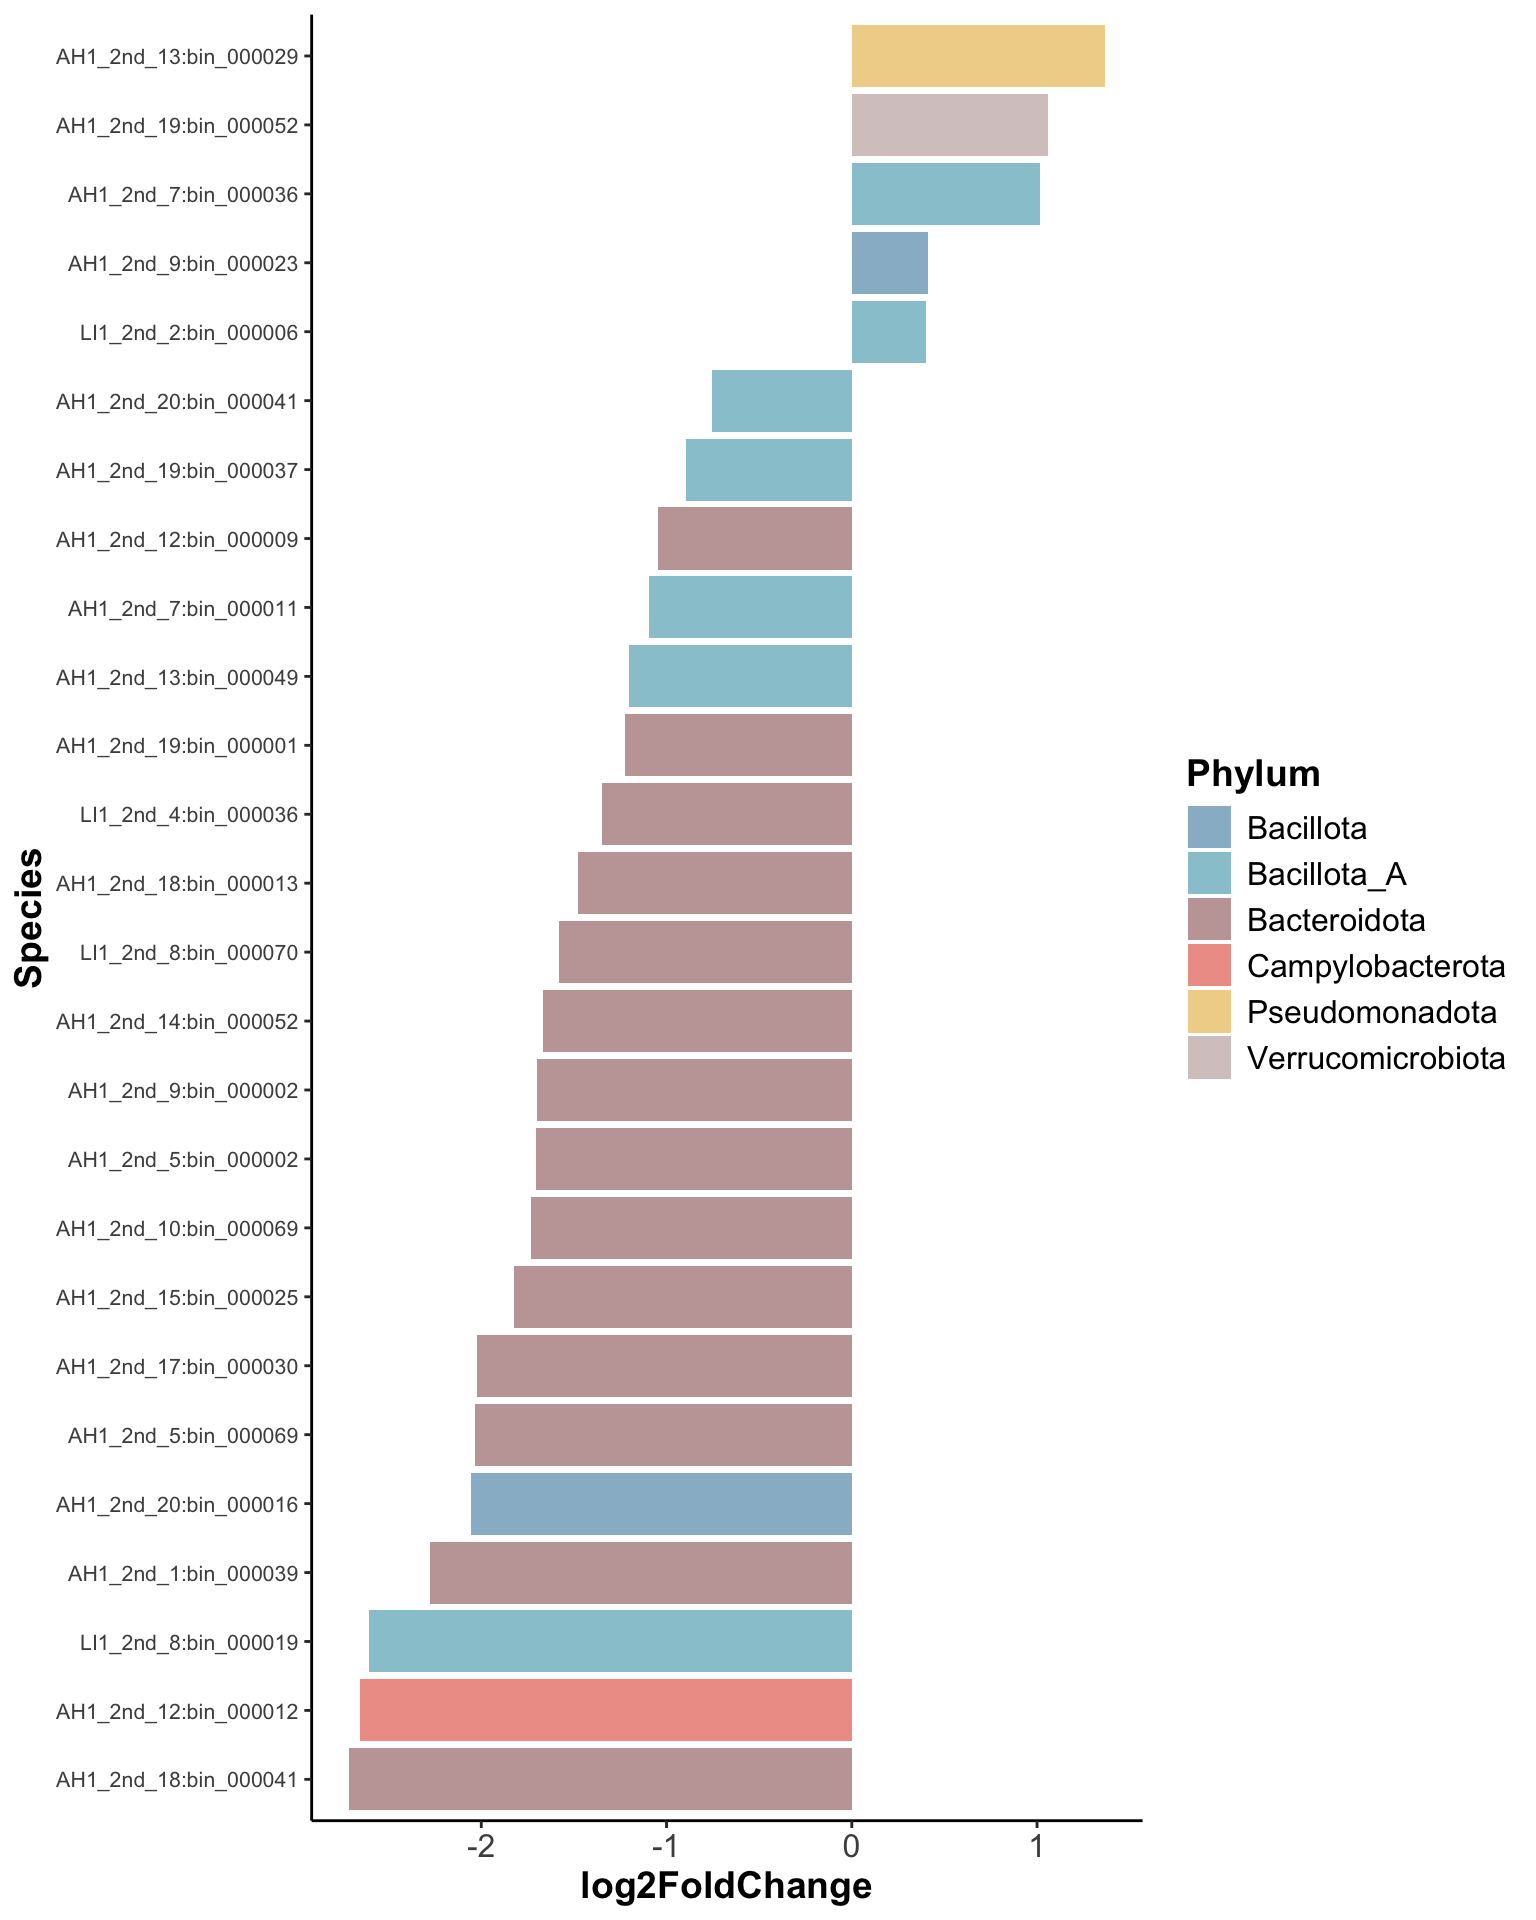 AH1_2nd_13:bin_000029
AH1_2nd_19:bin_000052
AH1_2nd_7:bin_000036
AH1_2nd_9:bin_000023
LI1_2nd_2:bin_000006
AH1_2nd_20:bin_000041
AH1_2nd_19:bin_000037
AH1_2nd_12:bin_000009
AH1_2nd_7:bin_000011
AH1_2nd_13:bin_000049
AH1_2nd_19:bin_000001
LI1_2nd_4:bin_000036
AH1_2nd_18:bin_000013
LI1_2nd_8:bin_000070
AH1_2nd_14:bin_000052
AH1_2nd_9:bin_000002
AH1_2nd_5:bin_000002
AH1_2nd_10:bin_000069
AH1_2nd_15:bin_000025
AH1_2nd_17:bin_000030
AH1_2nd_5:bin_000069
AH1_2nd_20:bin_000016
AH1_2nd_1:bin_000039
LI1_2nd_8:bin_000019
AH1_2nd_12:bin_000012
AH1_2nd_18:bin_000041
Species
-2 -1 0 1
log2FoldChange
Phylum
Bacillota
Bacillota_A
Bacteroidota
Campylobacterota
Pseudomonadota
Verrucomicrobiota